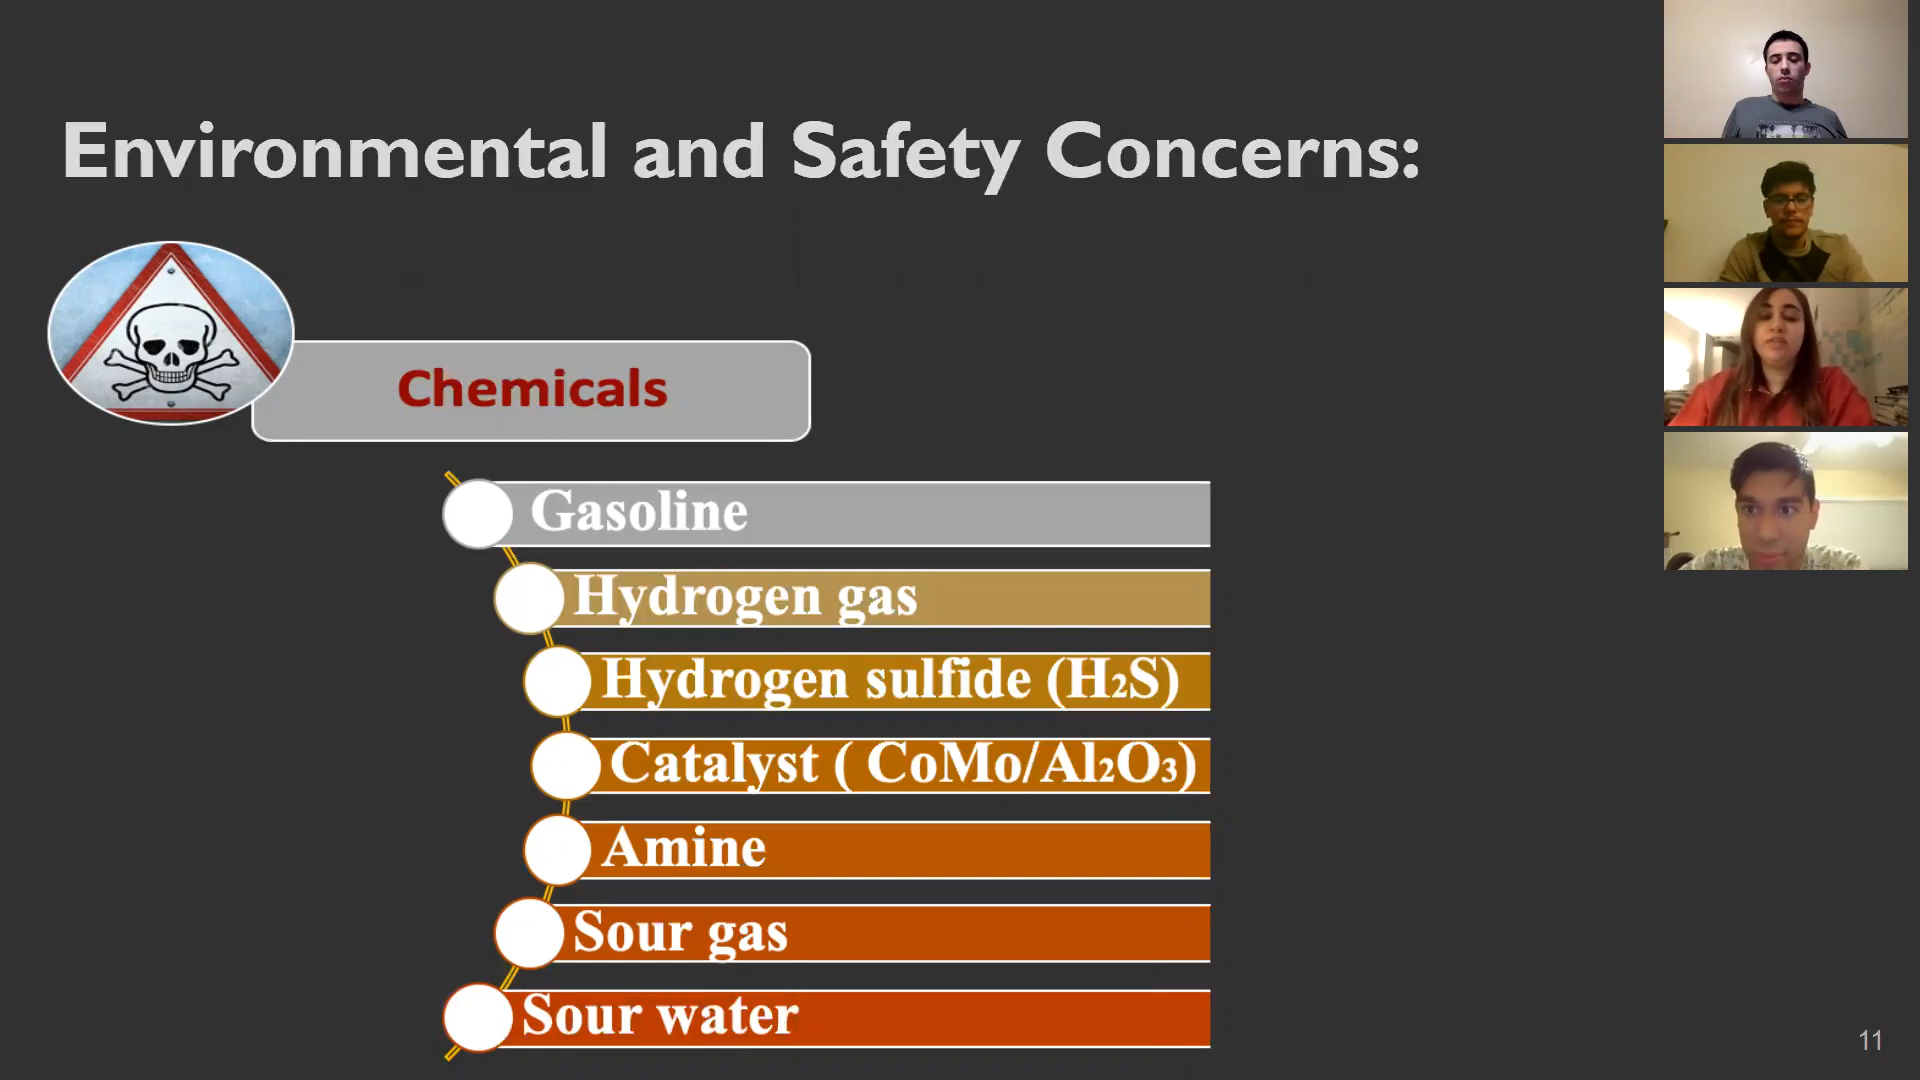 Environmental and Safety Concerns:
Chemicals
Gasoline
Hydrogen gas
Hydrogen sulfide (H₂S)
Catalyst ( CoMo/Al₂O₃)
Amine
Sour gas
Sour water
11